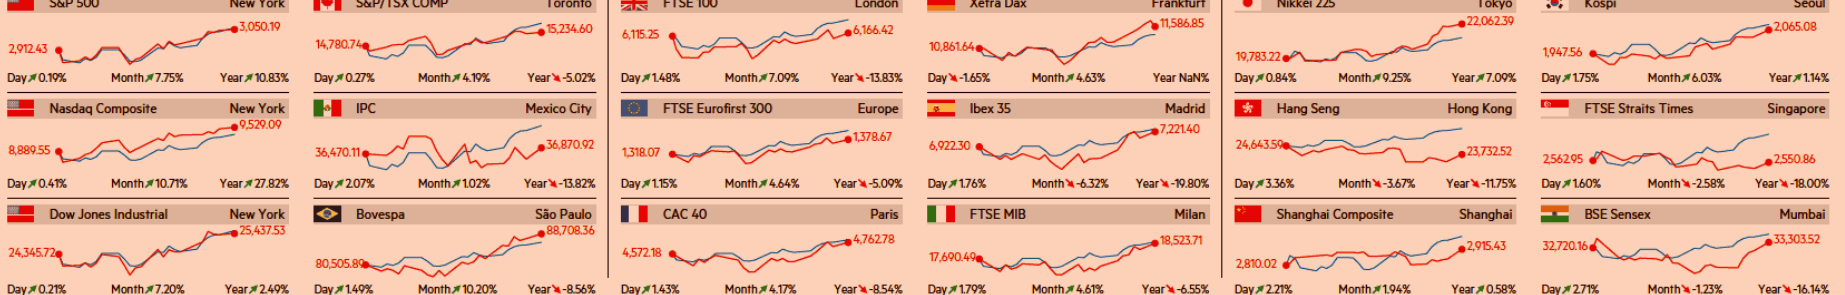 S&P 500 New York S&P/TSX COMP Toronto FTSE 100 London Xetra Dax Frankfurt Nikkei 225 Tokyo Kospi Seoul
2,912.43 3,050.19 14,780.74 15,234.60 6,115.25 6,166.42 10,861.64 11,586.85 19,783.22 22,062.39 1,947.56 2,065.08
Day 0.19% Month 7.75% Year 10.83% Day 0.27% Month 4.19% Year -5.02% Day 1.48% Month 7.09% Year -13.83% Day -1.65% Month 4.63% Year NaN% Day 0.84% Month 9.25% Year 7.09% Day 1.75% Month 6.03% Year 1.14%
Nasdaq Composite New York IPC Mexico City FTSE Eurofirst 300 Europe Ibex 35 Madrid Hang Seng Hong Kong FTSE Straits Times Singapore
8,889.55 9,529.09 36,470.11 36,870.92 1,318.07 1,378.67 6,922.30 7,221.40 24,643.59 23,732.52 2,562.95 2,550.86
Day 0.41% Month 10.71% Year 27.82% Day 2.07% Month 1.02% Year -13.82% Day 1.15% Month 4.64% Year -5.09% Day 1.76% Month -6.32% Year -19.80% Day 3.36% Month -3.67% Year -11.75% Day 1.60% Month -2.58% Year -18.00%
Dow Jones Industrial New York Bovespa São Paulo CAC 40 Paris FTSE MIB Milan Shanghai Composite Shanghai BSE Sensex Mumbai
24,345.72 25,437.53 80,505.89 88,708.36 4,572.18 4,762.78 17,690.49 18,523.71 2,810.02 2,915.43 32,720.16 33,303.52
Day 0.21% Month 7.20% Year 2.49% Day 1.49% Month 10.20% Year -8.56% Day 1.43% Month 4.17% Year -8.54% Day 1.79% Month 4.61% Year -6.55% Day 2.21% Month 1.94% Year 0.58% Day 2.71% Month -1.23% Year -16.14%